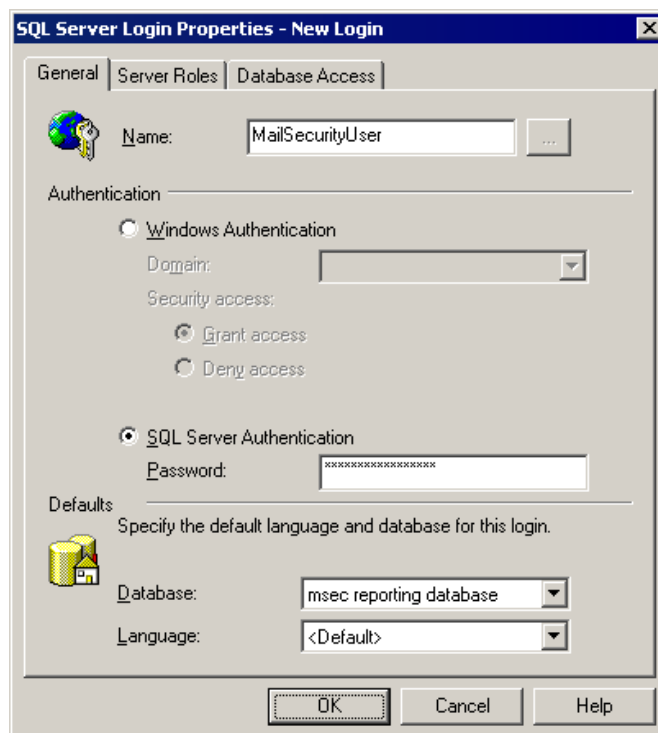 SQL Server Login Properties - New Login
General Server Roles Database Access
Name: MailSecurityUser ...
Authentication
Windows Authentication
Domain:
Security access:
Grant access
Deny access
SQL Server Authentication
Password: *****************
Defaults
Specify the default language and database for this login.
Database: msec reporting database
Language: <Default>
OK Cancel Help